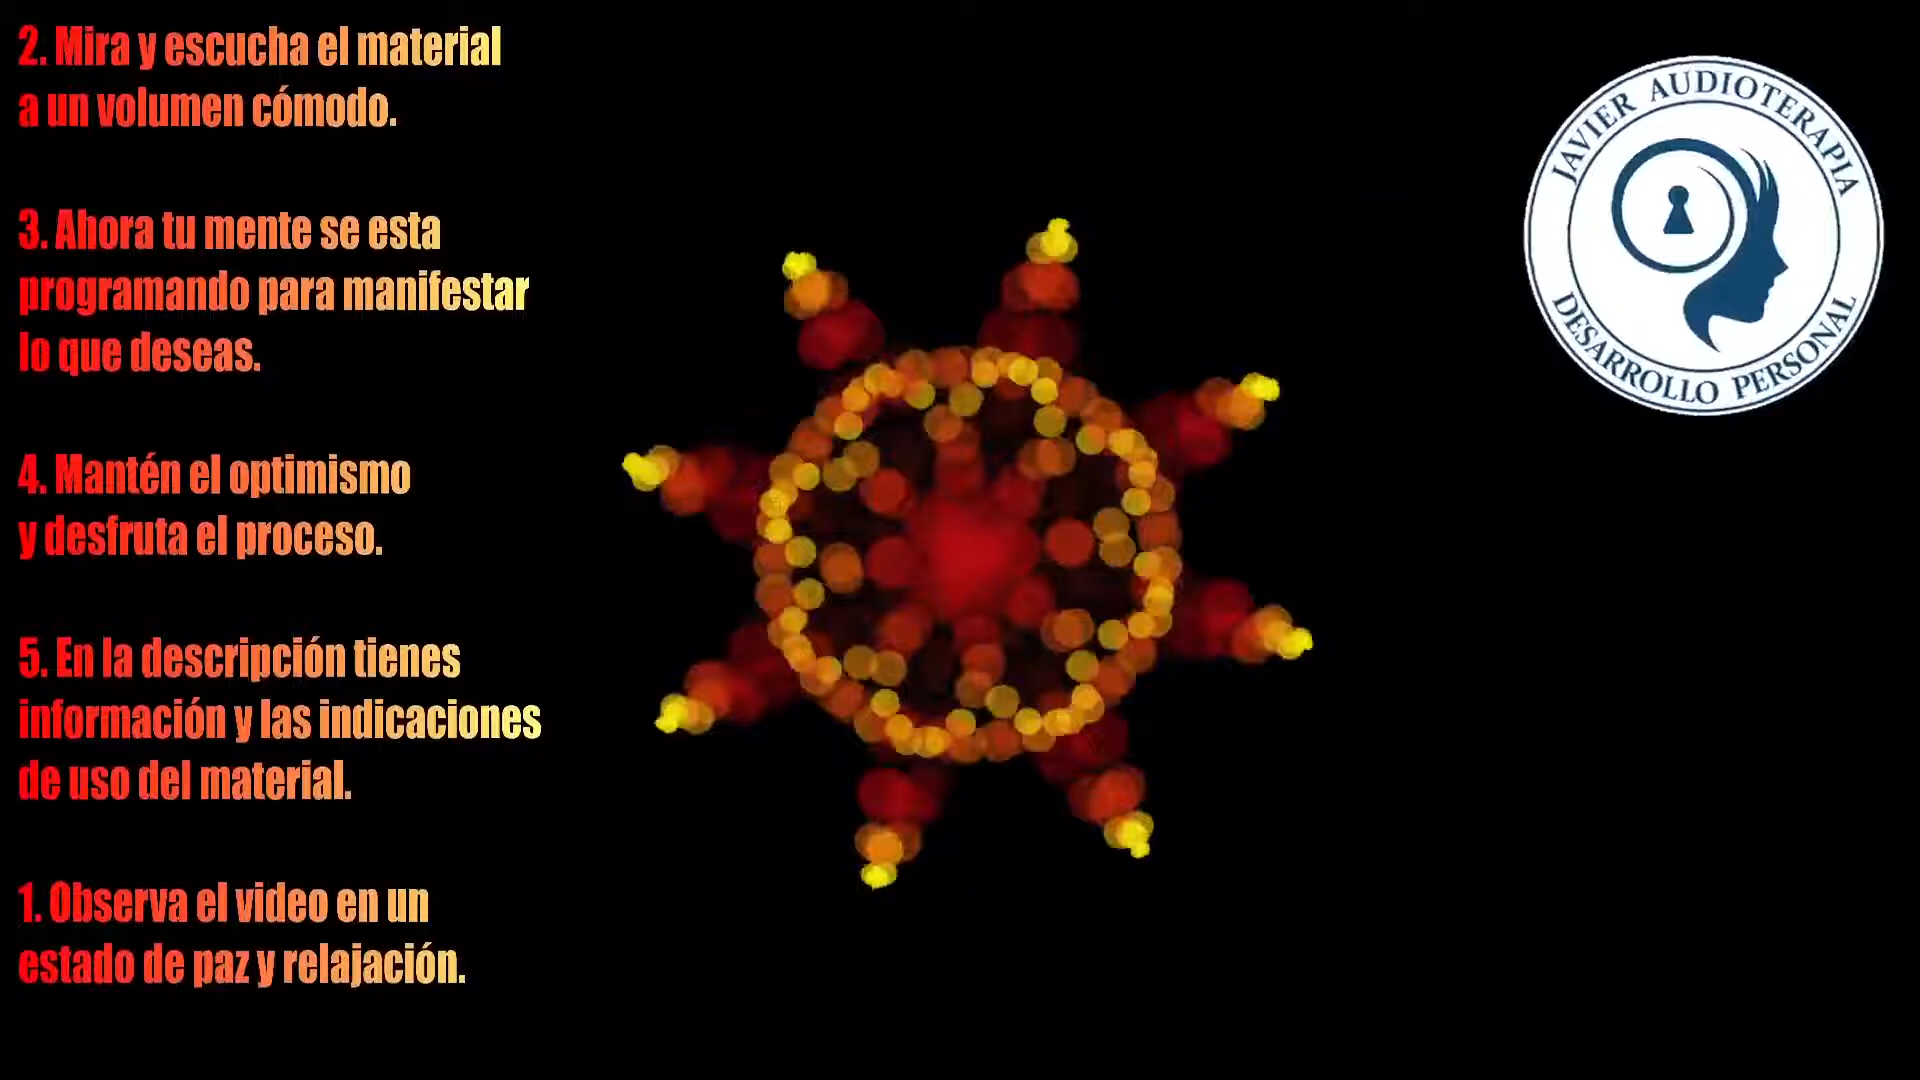 2. Mira y escucha el material
a un volumen cómodo.
3. Ahora tu mente se esta
programando para manifestar
lo que deseas.
4. Mantén el optimismo
y desfruta el proceso.
5. En la descripción tienes
información y las indicaciones
de uso del material.
1. Observa el video en un
estado de paz y relajación.
JAVIER AUDIOTERAPIA
DESARROLLO PERSONAL